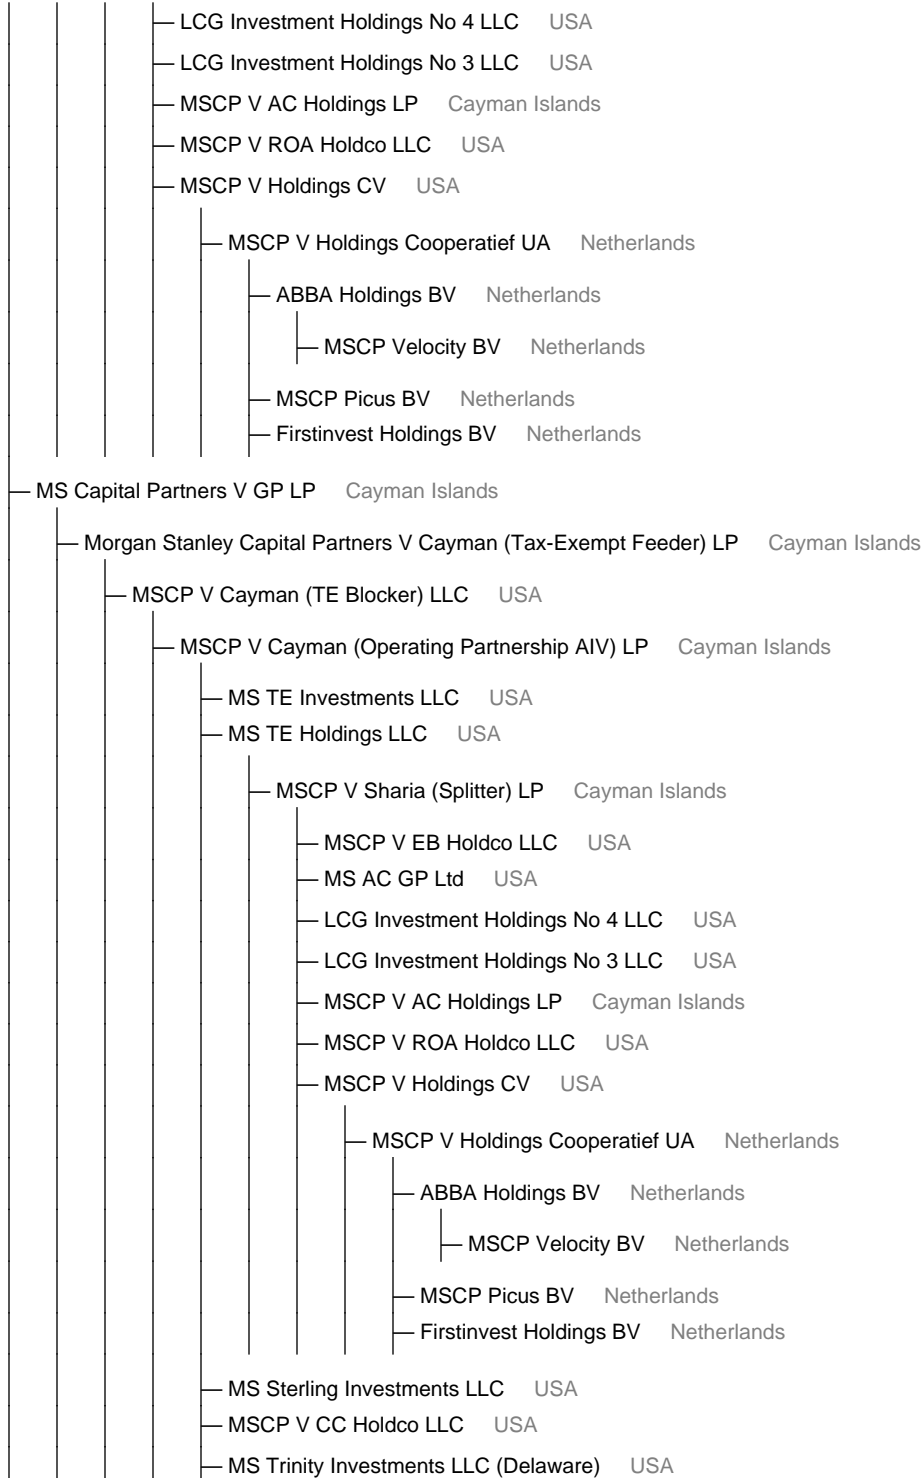 LCG Investment Holdings No 4 LLC USA
LCG Investment Holdings No 3 LLC USA
MSCP V AC Holdings LP Cayman Islands
MSCP V ROA Holdco LLC USA
MSCP V Holdings CV USA
MSCP V Holdings Cooperatief UA Netherlands
ABBA Holdings BV Netherlands
MSCP Velocity BV Netherlands
MSCP Picus BV Netherlands
Firstinvest Holdings BV Netherlands
MS Capital Partners V GP LP Cayman Islands
Morgan Stanley Capital Partners V Cayman (Tax-Exempt Feeder) LP Cayman Islands
MSCP V Cayman (TE Blocker) LLC USA
MSCP V Cayman (Operating Partnership AIV) LP Cayman Islands
MS TE Investments LLC USA
MS TE Holdings LLC USA
MSCP V Sharia (Splitter) LP Cayman Islands
MSCP V EB Holdco LLC USA
MS AC GP Ltd USA
LCG Investment Holdings No 4 LLC USA
LCG Investment Holdings No 3 LLC USA
MSCP V AC Holdings LP Cayman Islands
MSCP V ROA Holdco LLC USA
MSCP V Holdings CV USA
MSCP V Holdings Cooperatief UA Netherlands
ABBA Holdings BV Netherlands
MSCP Velocity BV Netherlands
MSCP Picus BV Netherlands
Firstinvest Holdings BV Netherlands
MS Sterling Investments LLC USA
MSCP V CC Holdco LLC USA
MS Trinity Investments LLC (Delaware) USA